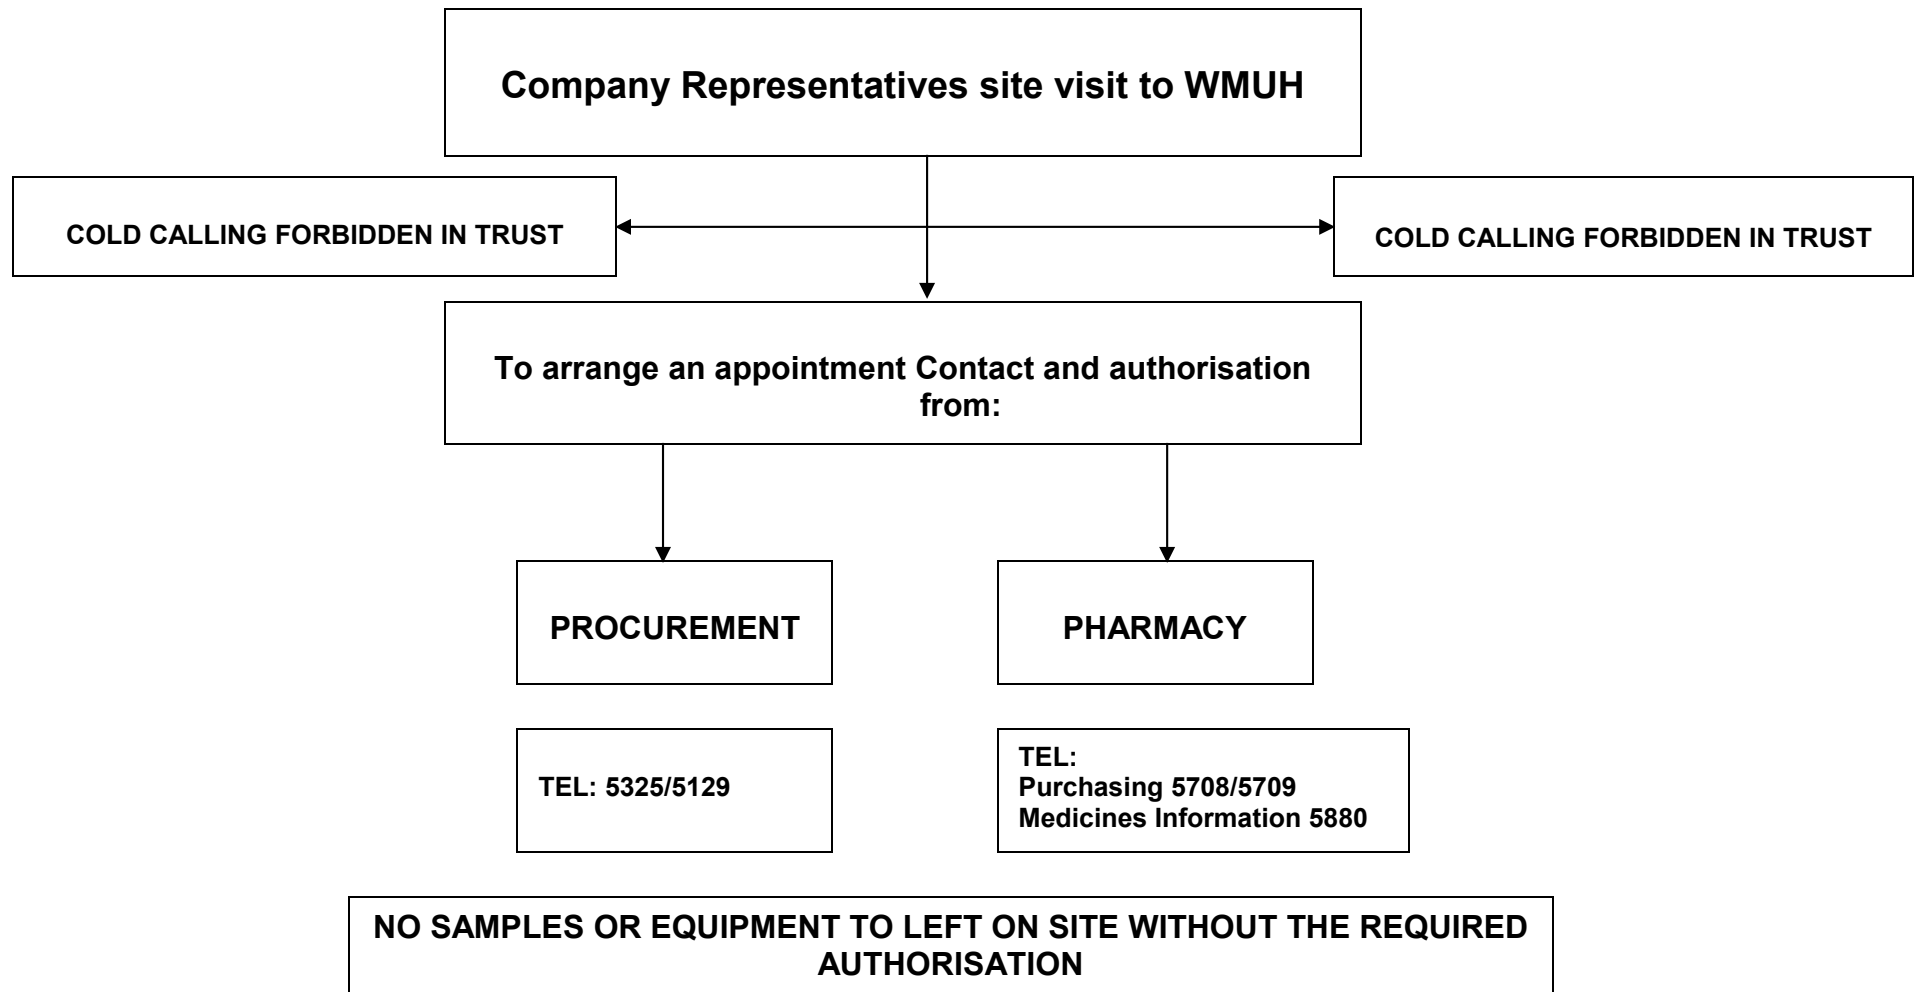 Company Representatives site visit to WMUH
COLD CALLING FORBIDDEN IN TRUST
COLD CALLING FORBIDDEN IN TRUST
To arrange an appointment Contact and authorisation
from:
PROCUREMENT
PHARMACY
TEL: 5325/5129
TEL:
Purchasing 5708/5709
Medicines Information 5880
NO SAMPLES OR EQUIPMENT TO LEFT ON SITE WITHOUT THE REQUIRED
AUTHORISATION